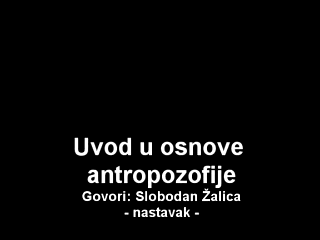 Uvod u osnove
antropozofije
Govori: Slobodan Žalica
- nastavak -